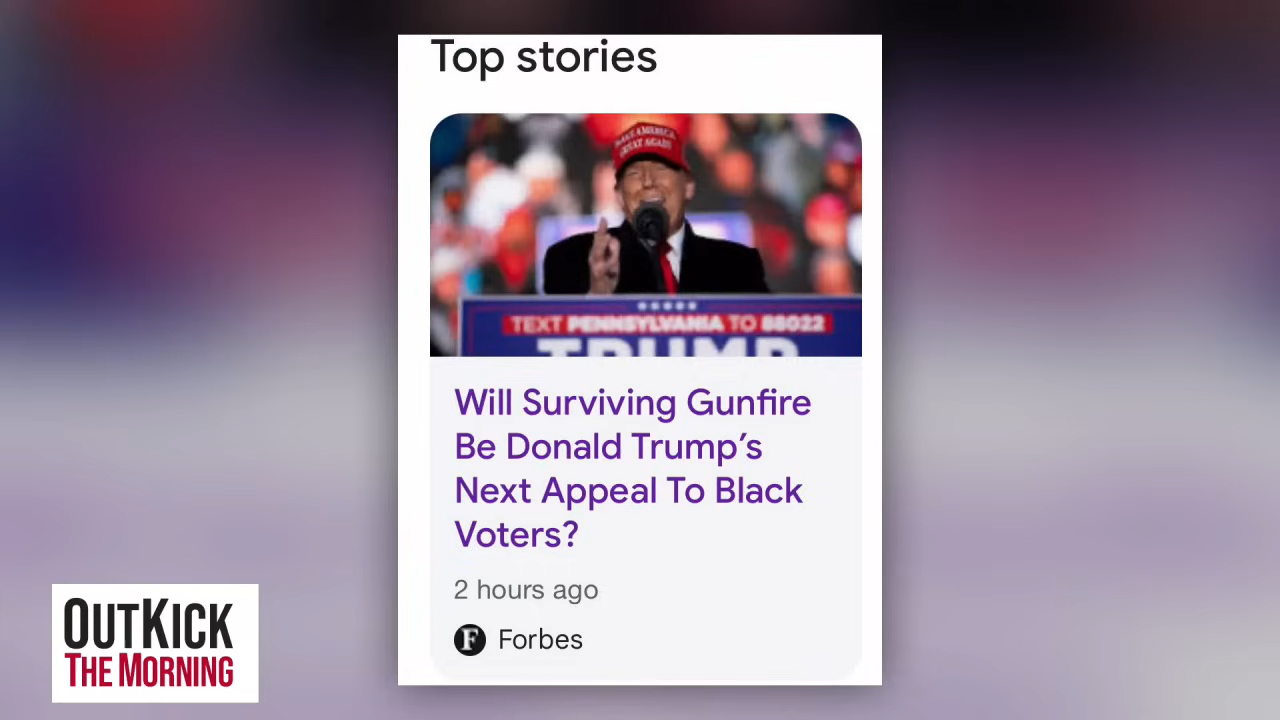 Top stories
MAKE AMERICA
GREAT AGAIN
TEXT PENNSYLVANIA TO 88022
TRUMP
Will Surviving Gunfire
Be Donald Trump’s
Next Appeal To Black
Voters?
2 hours ago
F Forbes
OUTKICK
THE MORNING